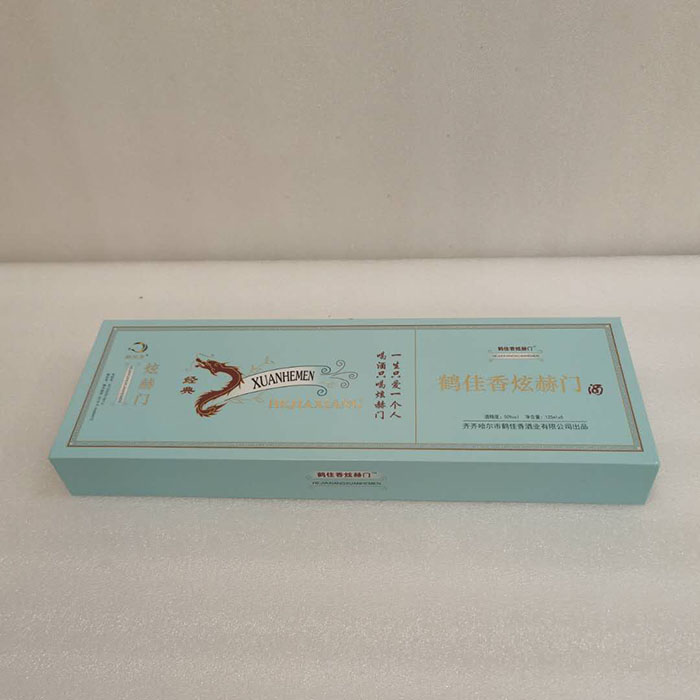 炫赫门
经典
XUANHEMEN
HEJIAXIANG
一生只爱一个人
喝酒只喝炫赫门
鹤佳香炫赫门
鹤佳香炫赫门酒
齐齐哈尔市鹤佳香酒业有限公司出品
鹤佳香炫赫门
HEJIAXIANGXUANHEMEN